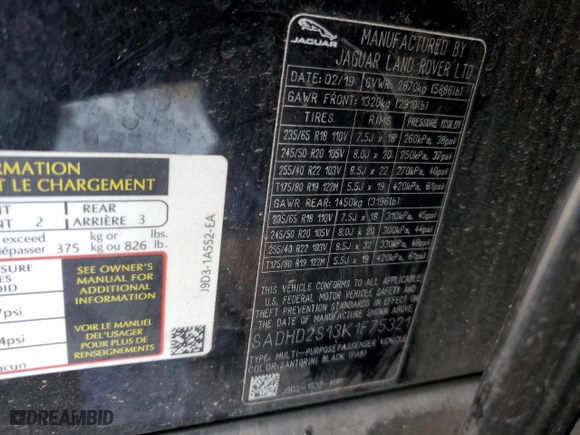 RMATION
T LE CHARGEMENT
NT 2 REAR ARRIÈRE 3
exceed 375 kg or lbs.
épasser kg ou 826 lb.
SEE OWNER'S
MANUAL FOR
ADDITIONAL
INFORMATION
7psi
VOIR LE MANUEL
DE L'USAGER
POUR PLUS DE
RENSEIGNEMENTS
4psi
J9D3-1A552-EA
JAGUAR
MANUFACTURED BY
JAGUAR LAND ROVER LTD
DATE: 02/19 GVWR: 2670kg (5886lb)
GAWR FRONT: 1320kg (2910lb)
TIRES RIMS PRESSURE
235/65 R18 110V 7.5J x 18 260kPa, 38psi
245/50 R20 105V 8.0J x 20 250kPa, 37psi
255/40 R22 103V 8.5J x 22 270kPa, 40psi
T175/80 R19 122M 5.5J x 19 420kPa, 61psi
GAWR REAR: 1450kg (3196lb)
235/65 R18 110V 7.5J x 18 310kPa, 45psi
245/50 R20 105V 8.0J x 20 300kPa, 44psi
255/40 R22 103V 8.5J x 22 330kPa, 48psi
T175/80 R19 122M 5.5J x 19 420kPa, 61psi
THIS VEHICLE CONFORMS TO ALL APPLICABLE
U.S. FEDERAL MOTOR VEHICLE SAFETY AND
THEFT PREVENTION STANDARDS IN EFFECT ON
THE DATE OF MANUFACTURE SHOWN ABOVE.
SADHD2S13K1F75321
TYPE: MULTI-PURPOSE PASSENGER VEHICLE
COLOR: SANTORINI BLACK (PAB)
DREAMBID